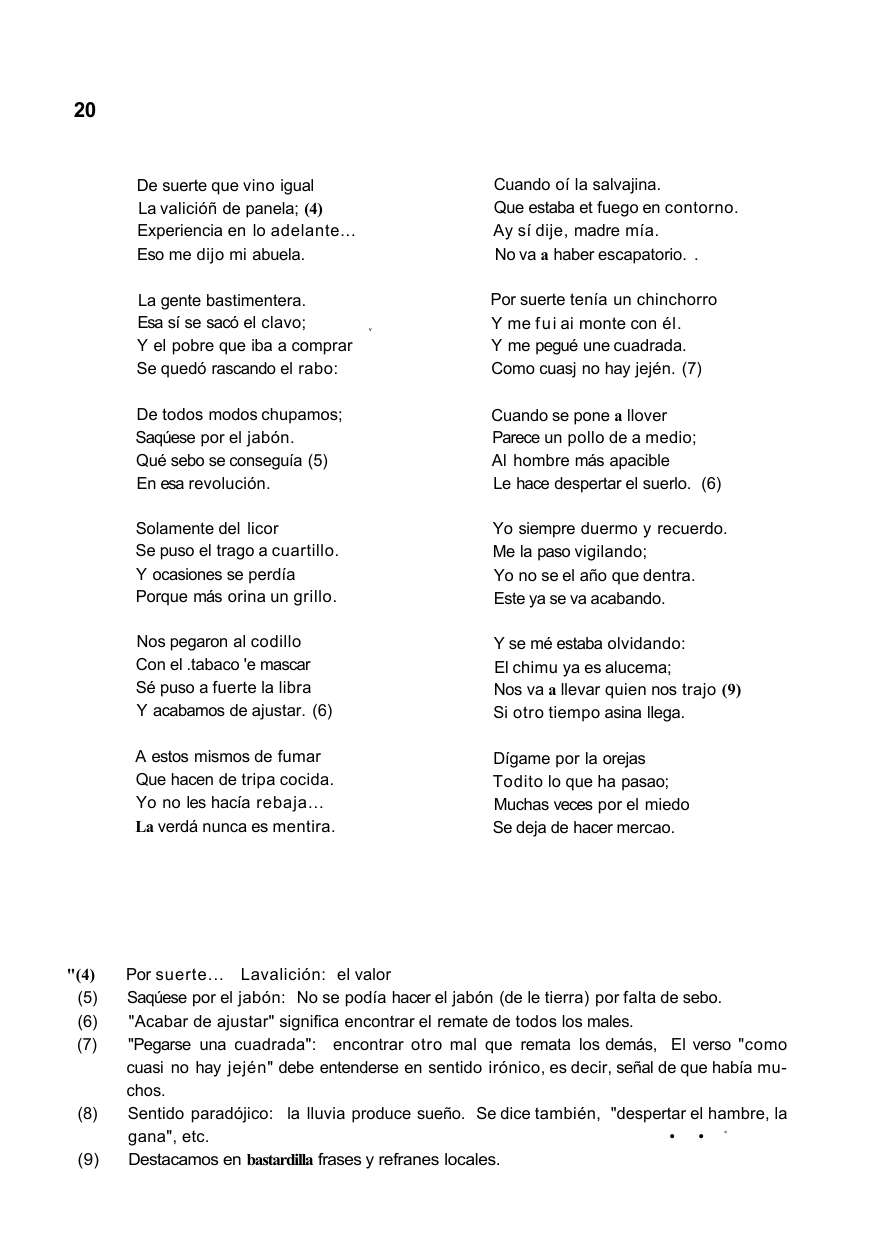 20
De suerte que vino igual
La valicióñ de panela; (4)
Experiencia en lo adelante...
Eso me dijo mi abuela.
La gente bastimentera.
Esa sí se sacó el clavo;
Y el pobre que iba a comprar
Se quedó rascando el rabo:
De todos modos chupamos;
Saqúese por el jabón.
Qué sebo se conseguía (5)
En esa revolución.
Solamente del licor
Se puso el trago a cuartillo.
Y ocasiones se perdía
Porque más orina un grillo.
Nos pegaron al codillo
Con el .tabaco 'e mascar
Sé puso a fuerte la libra
Y acabamos de ajustar. (6)
A estos mismos de fumar
Que hacen de tripa cocida.
Yo no les hacía rebaja...
La verdá nunca es mentira.
Cuando oí la salvajina.
Que estaba et fuego en contorno.
Ay sí dije, madre mía.
No va a haber escapatorio. .
Por suerte tenía un chinchorro
Y me fui ai monte con él.
Y me pegué une cuadrada.
Como cuasj no hay jején. (7)
Cuando se pone a llover
Parece un pollo de a medio;
Al hombre más apacible
Le hace despertar el suerlo. (6)
Yo siempre duermo y recuerdo.
Me la paso vigilando;
Yo no se el año que dentra.
Este ya se va acabando.
Y se mé estaba olvidando:
El chimu ya es alucema;
Nos va a llevar quien nos trajo (9)
Si otro tiempo asina llega.
Dígame por la orejas
Todito lo que ha pasao;
Muchas veces por el miedo
Se deja de hacer mercao.
"(4) Por suerte... Lavalición: el valor
(5) Saqúese por el jabón: No se podía hacer el jabón (de le tierra) por falta de sebo.
(6) "Acabar de ajustar" significa encontrar el remate de todos los males.
(7) "Pegarse una cuadrada": encontrar otro mal que remata los demás, El verso "como
cuasi no hay jején" debe entenderse en sentido irónico, es decir, señal de que había mu-
chos.
(8) Sentido paradójico: la lluvia produce sueño. Se dice también, "despertar el hambre, la
gana", etc.
(9) Destacamos en bastardilla frases y refranes locales.